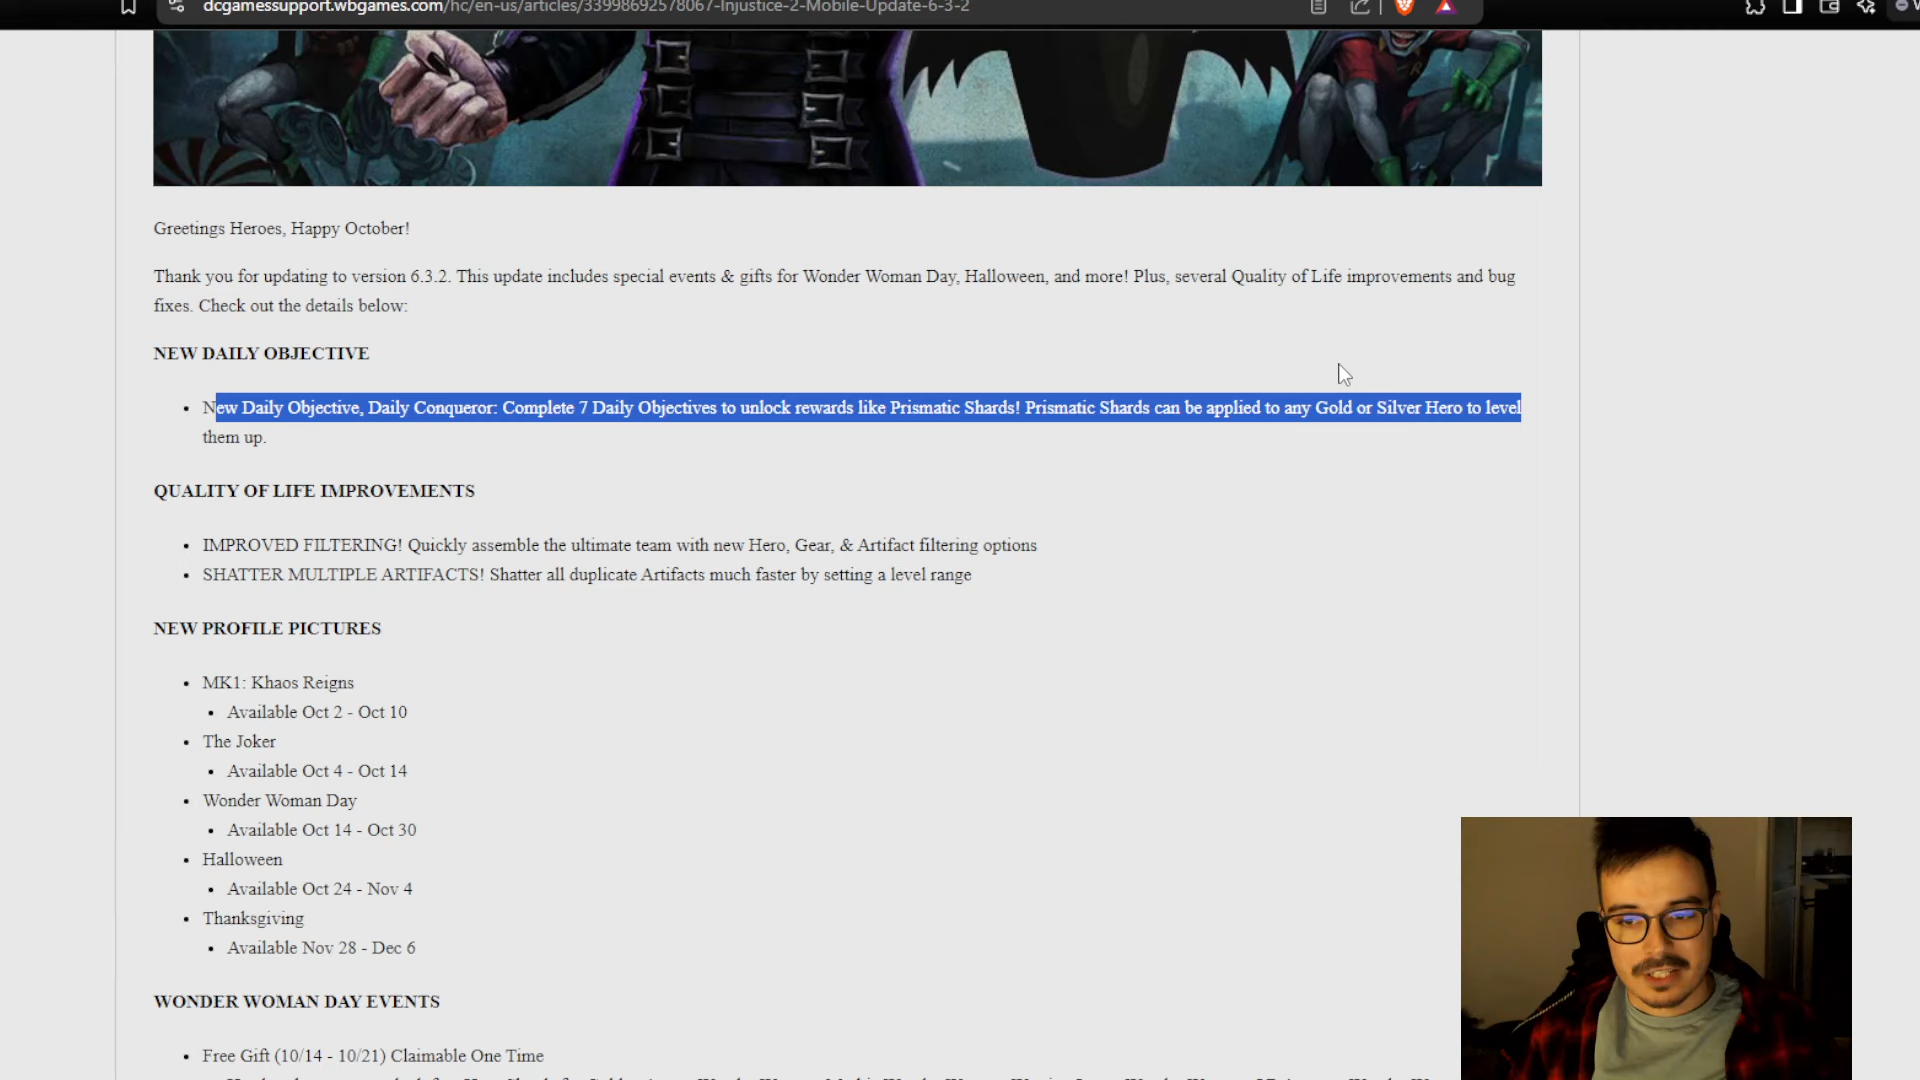 dcgamessupport.wbgames.com/hc/en-us/articles/33998692578067-Injustice-2-Mobile-Update-6-3-2
Greetings Heroes, Happy October!
Thank you for updating to version 6.3.2. This update includes special events & gifts for Wonder Woman Day, Halloween, and more! Plus, several Quality of Life improvements and bug
fixes. Check out the details below:
NEW DAILY OBJECTIVE
• New Daily Objective, Daily Conqueror: Complete 7 Daily Objectives to unlock rewards like Prismatic Shards! Prismatic Shards can be applied to any Gold or Silver Hero to level
them up.
QUALITY OF LIFE IMPROVEMENTS
• IMPROVED FILTERING! Quickly assemble the ultimate team with new Hero, Gear, & Artifact filtering options
• SHATTER MULTIPLE ARTIFACTS! Shatter all duplicate Artifacts much faster by setting a level range
NEW PROFILE PICTURES
• MK1: Khaos Reigns
• Available Oct 2 - Oct 10
• The Joker
• Available Oct 4 - Oct 14
• Wonder Woman Day
• Available Oct 14 - Oct 30
• Halloween
• Available Oct 24 - Nov 4
• Thanksgiving
• Available Nov 28 - Dec 6
WONDER WOMAN DAY EVENTS
• Free Gift (10/14 - 10/21) Claimable One Time